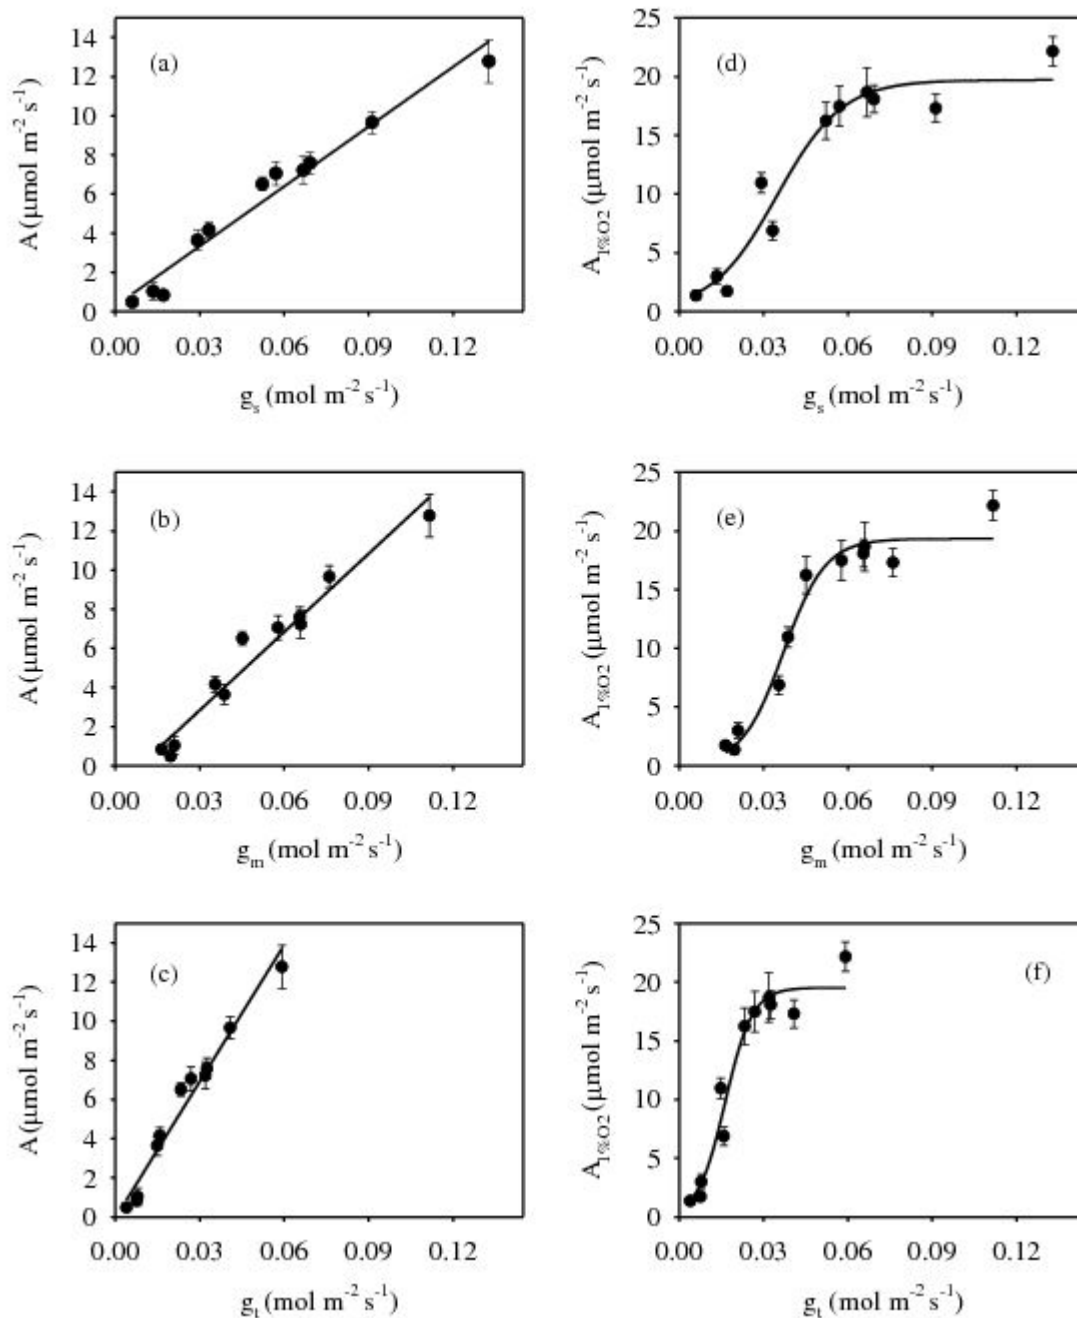 14
12
10
8
6
4
2
0
A (μmol m⁻² s⁻¹)
(a)
0.00 0.03 0.06 0.09 0.12
gₛ (mol m⁻² s⁻¹)
25
20
15
10
5
0
A₁%O₂ (μmol m⁻² s⁻¹)
(d)
0.00 0.03 0.06 0.09 0.12
gₛ (mol m⁻² s⁻¹)
14
12
10
8
6
4
2
0
A (μmol m⁻² s⁻¹)
(b)
0.00 0.03 0.06 0.09 0.12
gₘ (mol m⁻² s⁻¹)
25
20
15
10
5
0
A₁%O₂ (μmol m⁻² s⁻¹)
(e)
0.00 0.03 0.06 0.09 0.12
gₘ (mol m⁻² s⁻¹)
14
12
10
8
6
4
2
0
A (μmol m⁻² s⁻¹)
(c)
0.00 0.03 0.06 0.09 0.12
gₜ (mol m⁻² s⁻¹)
25
20
15
10
5
0
A₁%O₂ (μmol m⁻² s⁻¹)
(f)
0.00 0.03 0.06 0.09 0.12
gₜ (mol m⁻² s⁻¹)